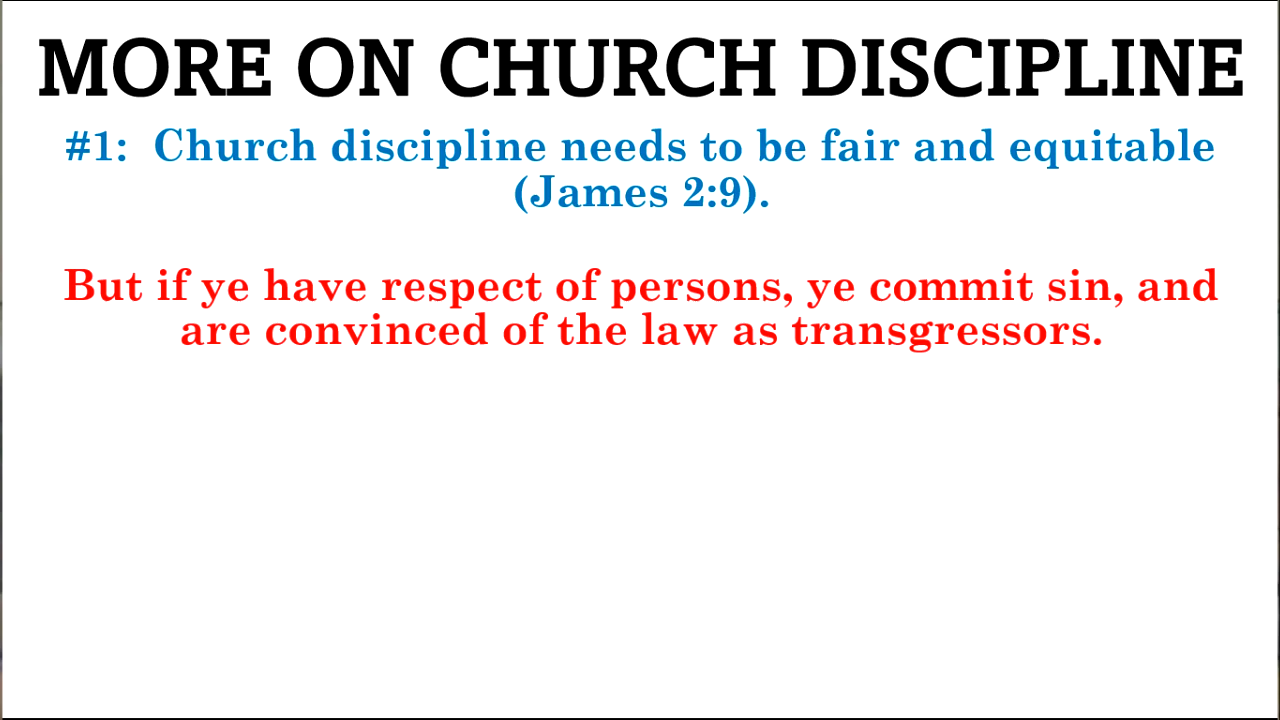 MORE ON CHURCH DISCIPLINE
#1: Church discipline needs to be fair and equitable
(James 2:9).
But if ye have respect of persons, ye commit sin, and
are convinced of the law as transgressors.